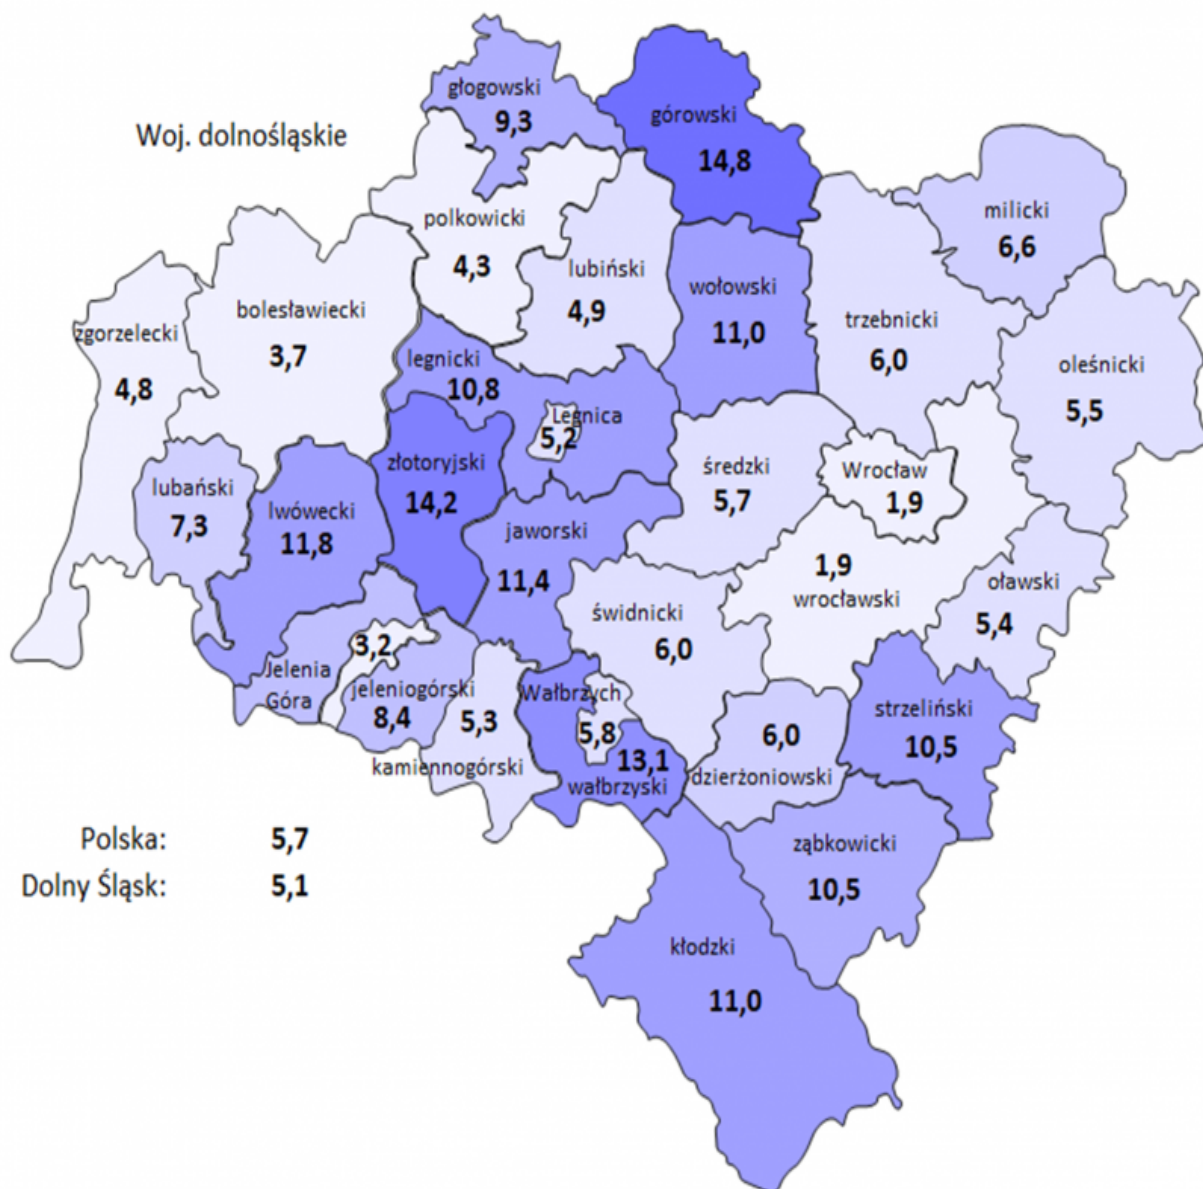 Woj. dolnośląskie
głogowski
9,3
górowski
14,8
milicki
6,6
polkowicki
4,3
lubiński
4,9
wołowski
11,0
trzebnicki
6,0
oleśnicki
5,5
zgorzelecki
4,8
bolesławiecki
3,7
legnicki
10,8
Legnica
5,2
lubański
7,3
lwówecki
11,8
złotoryjski
14,2
średzki
5,7
Wrocław
1,9
jaworski
11,4
1,9
wrocławski
oławski
5,4
świdnicki
6,0
3,2
Jelenia
Góra
jeleniogórski
8,4
5,3
kamiennogórski
Wałbrzych
5,8
13,1
wałbrzyski
6,0
dzierżoniowski
strzeliński
10,5
ząbkowicki
10,5
kłodzki
11,0
Polska: 5,7
Dolny Śląsk: 5,1